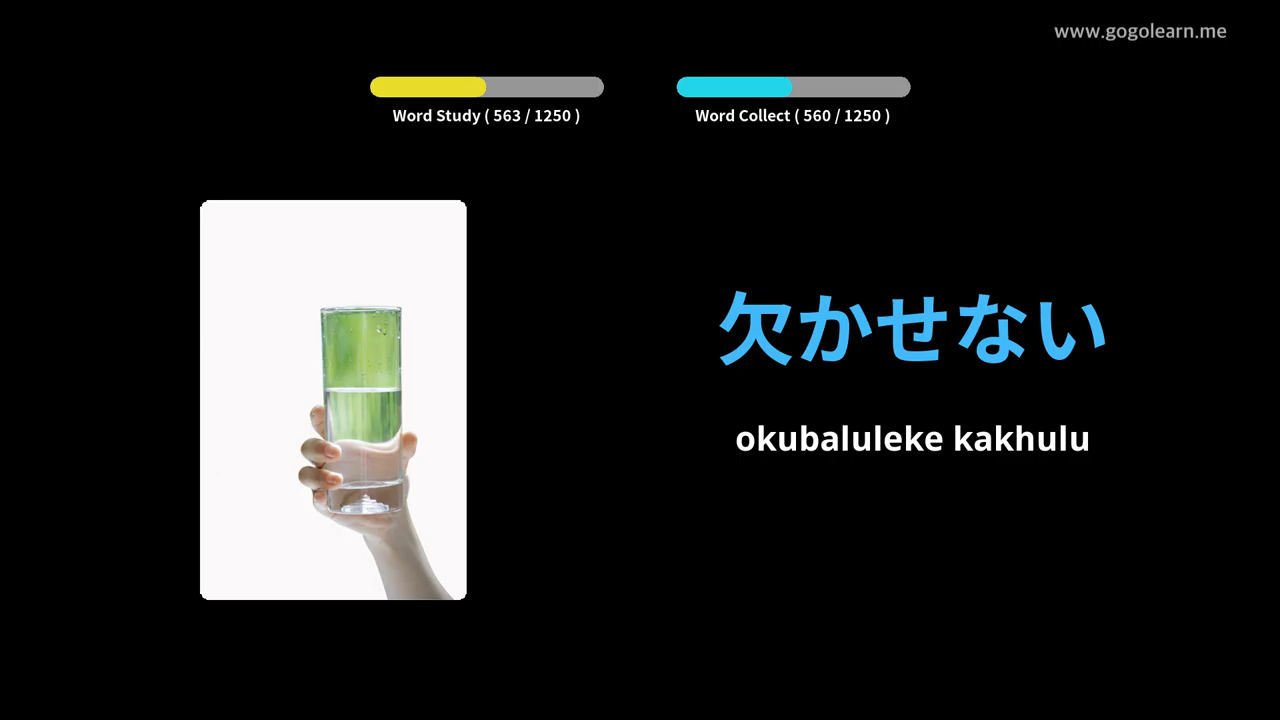 www.gogolearn.me
Word Study ( 563 / 1250 )
Word Collect ( 560 / 1250 )
欠かせない
okubaluleke kakhulu